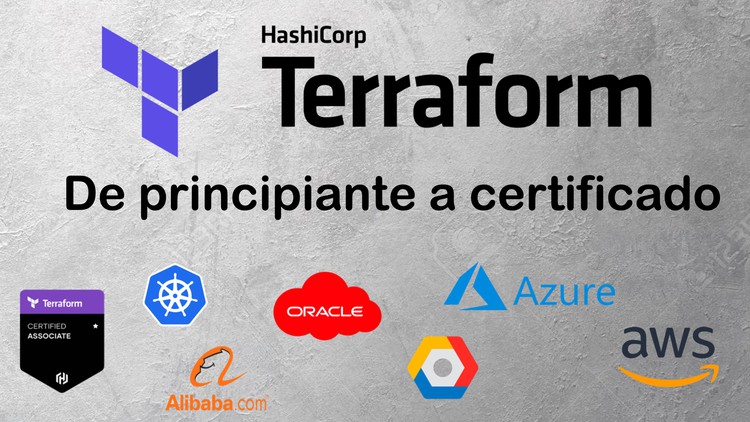 HashiCorp
Terraform
De principiante a certificado
Terraform
CERTIFIED
ASSOCIATE
ORACLE
Azure
aws
Alibaba.com